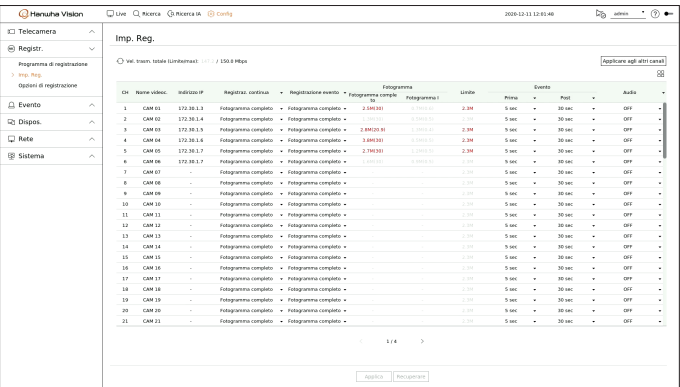 Hanwha Vision
Live Ricerca Ricerca IA Config
2020-12-11 12:01:46
admin
Telecamera
Registr.
Programma di registrazione
Imp. Reg.
Opzioni di registrazione
Evento
Dispos.
Rete
Sistema
Imp. Reg.
Vel. trasm. totale (Limite/max): / 150.0 Mbps
Applicare agli altri canali
CH Nome videoc. Indirizzo IP Registraz. continua Registrazione evento Fotogramma Limite Evento Audio
Fotogramma completo Fotogramma I Prima Post
1 CAM 01 172.30.1.3 Fotogramma completo Fotogramma completo 2.5M(30) 2.3M 5 sec 30 sec OFF
2 CAM 02 172.30.1.4 Fotogramma completo Fotogramma completo 5 sec 30 sec OFF
3 CAM 03 172.30.1.5 Fotogramma completo Fotogramma completo 2.8M(20.9) 2.3M 5 sec 30 sec OFF
4 CAM 04 172.30.1.6 Fotogramma completo Fotogramma completo 3.8M(30) 2.3M 5 sec 30 sec OFF
5 CAM 05 172.30.1.7 Fotogramma completo Fotogramma completo 2.7M(30) 2.3M 5 sec 30 sec OFF
6 CAM 06 172.30.1.7 Fotogramma completo Fotogramma completo 2.3M 5 sec 30 sec OFF
7 CAM 07 - Fotogramma completo Fotogramma completo 5 sec 30 sec OFF
8 CAM 08 - Fotogramma completo Fotogramma completo 5 sec 30 sec OFF
9 CAM 09 - Fotogramma completo Fotogramma completo 5 sec 30 sec OFF
10 CAM 10 - Fotogramma completo Fotogramma completo 5 sec 30 sec OFF
11 CAM 11 - Fotogramma completo Fotogramma completo 5 sec 30 sec OFF
12 CAM 12 - Fotogramma completo Fotogramma completo 5 sec 30 sec OFF
13 CAM 13 - Fotogramma completo Fotogramma completo 5 sec 30 sec OFF
14 CAM 14 - Fotogramma completo Fotogramma completo 5 sec 30 sec OFF
15 CAM 15 - Fotogramma completo Fotogramma completo 5 sec 30 sec OFF
16 CAM 16 - Fotogramma completo Fotogramma completo 5 sec 30 sec OFF
17 CAM 17 - Fotogramma completo Fotogramma completo 5 sec 30 sec OFF
18 CAM 18 - Fotogramma completo Fotogramma completo 5 sec 30 sec OFF
19 CAM 19 - Fotogramma completo Fotogramma completo 5 sec 30 sec OFF
20 CAM 20 - Fotogramma completo Fotogramma completo 5 sec 30 sec OFF
21 CAM 21 - Fotogramma completo Fotogramma completo 5 sec 30 sec OFF
1 / 4
Applica Recuperare